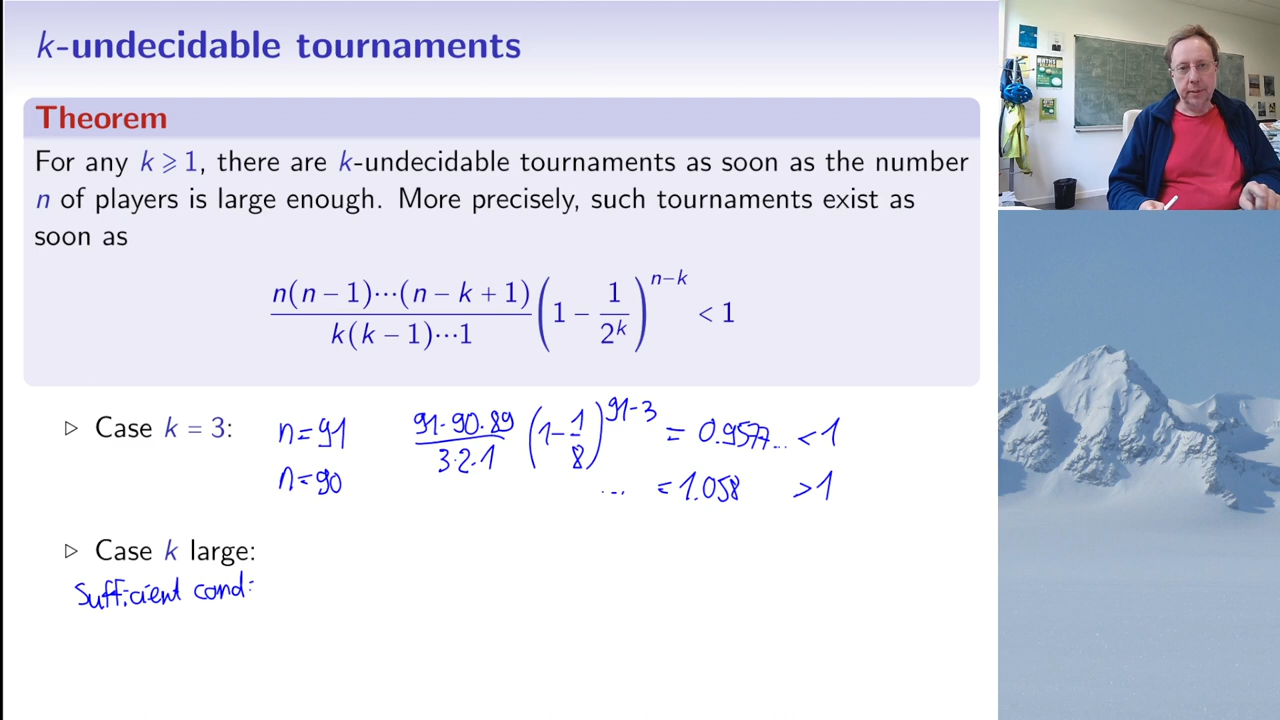 k-undecidable tournaments
Theorem
For any k ⩾ 1, there are k-undecidable tournaments as soon as the number
n of players is large enough. More precisely, such tournaments exist as
soon as
n(n − 1)⋯(n − k + 1)/k(k − 1)⋯1 (1 − 1/2^k)^(n−k) < 1
▷ Case k = 3: n=91 91·90·89/3·2·1 (1−1/8)^(91−3) = 0.9577... <1
n=90 ... =1.058 >1
▷ Case k large:
Sufficient cond: